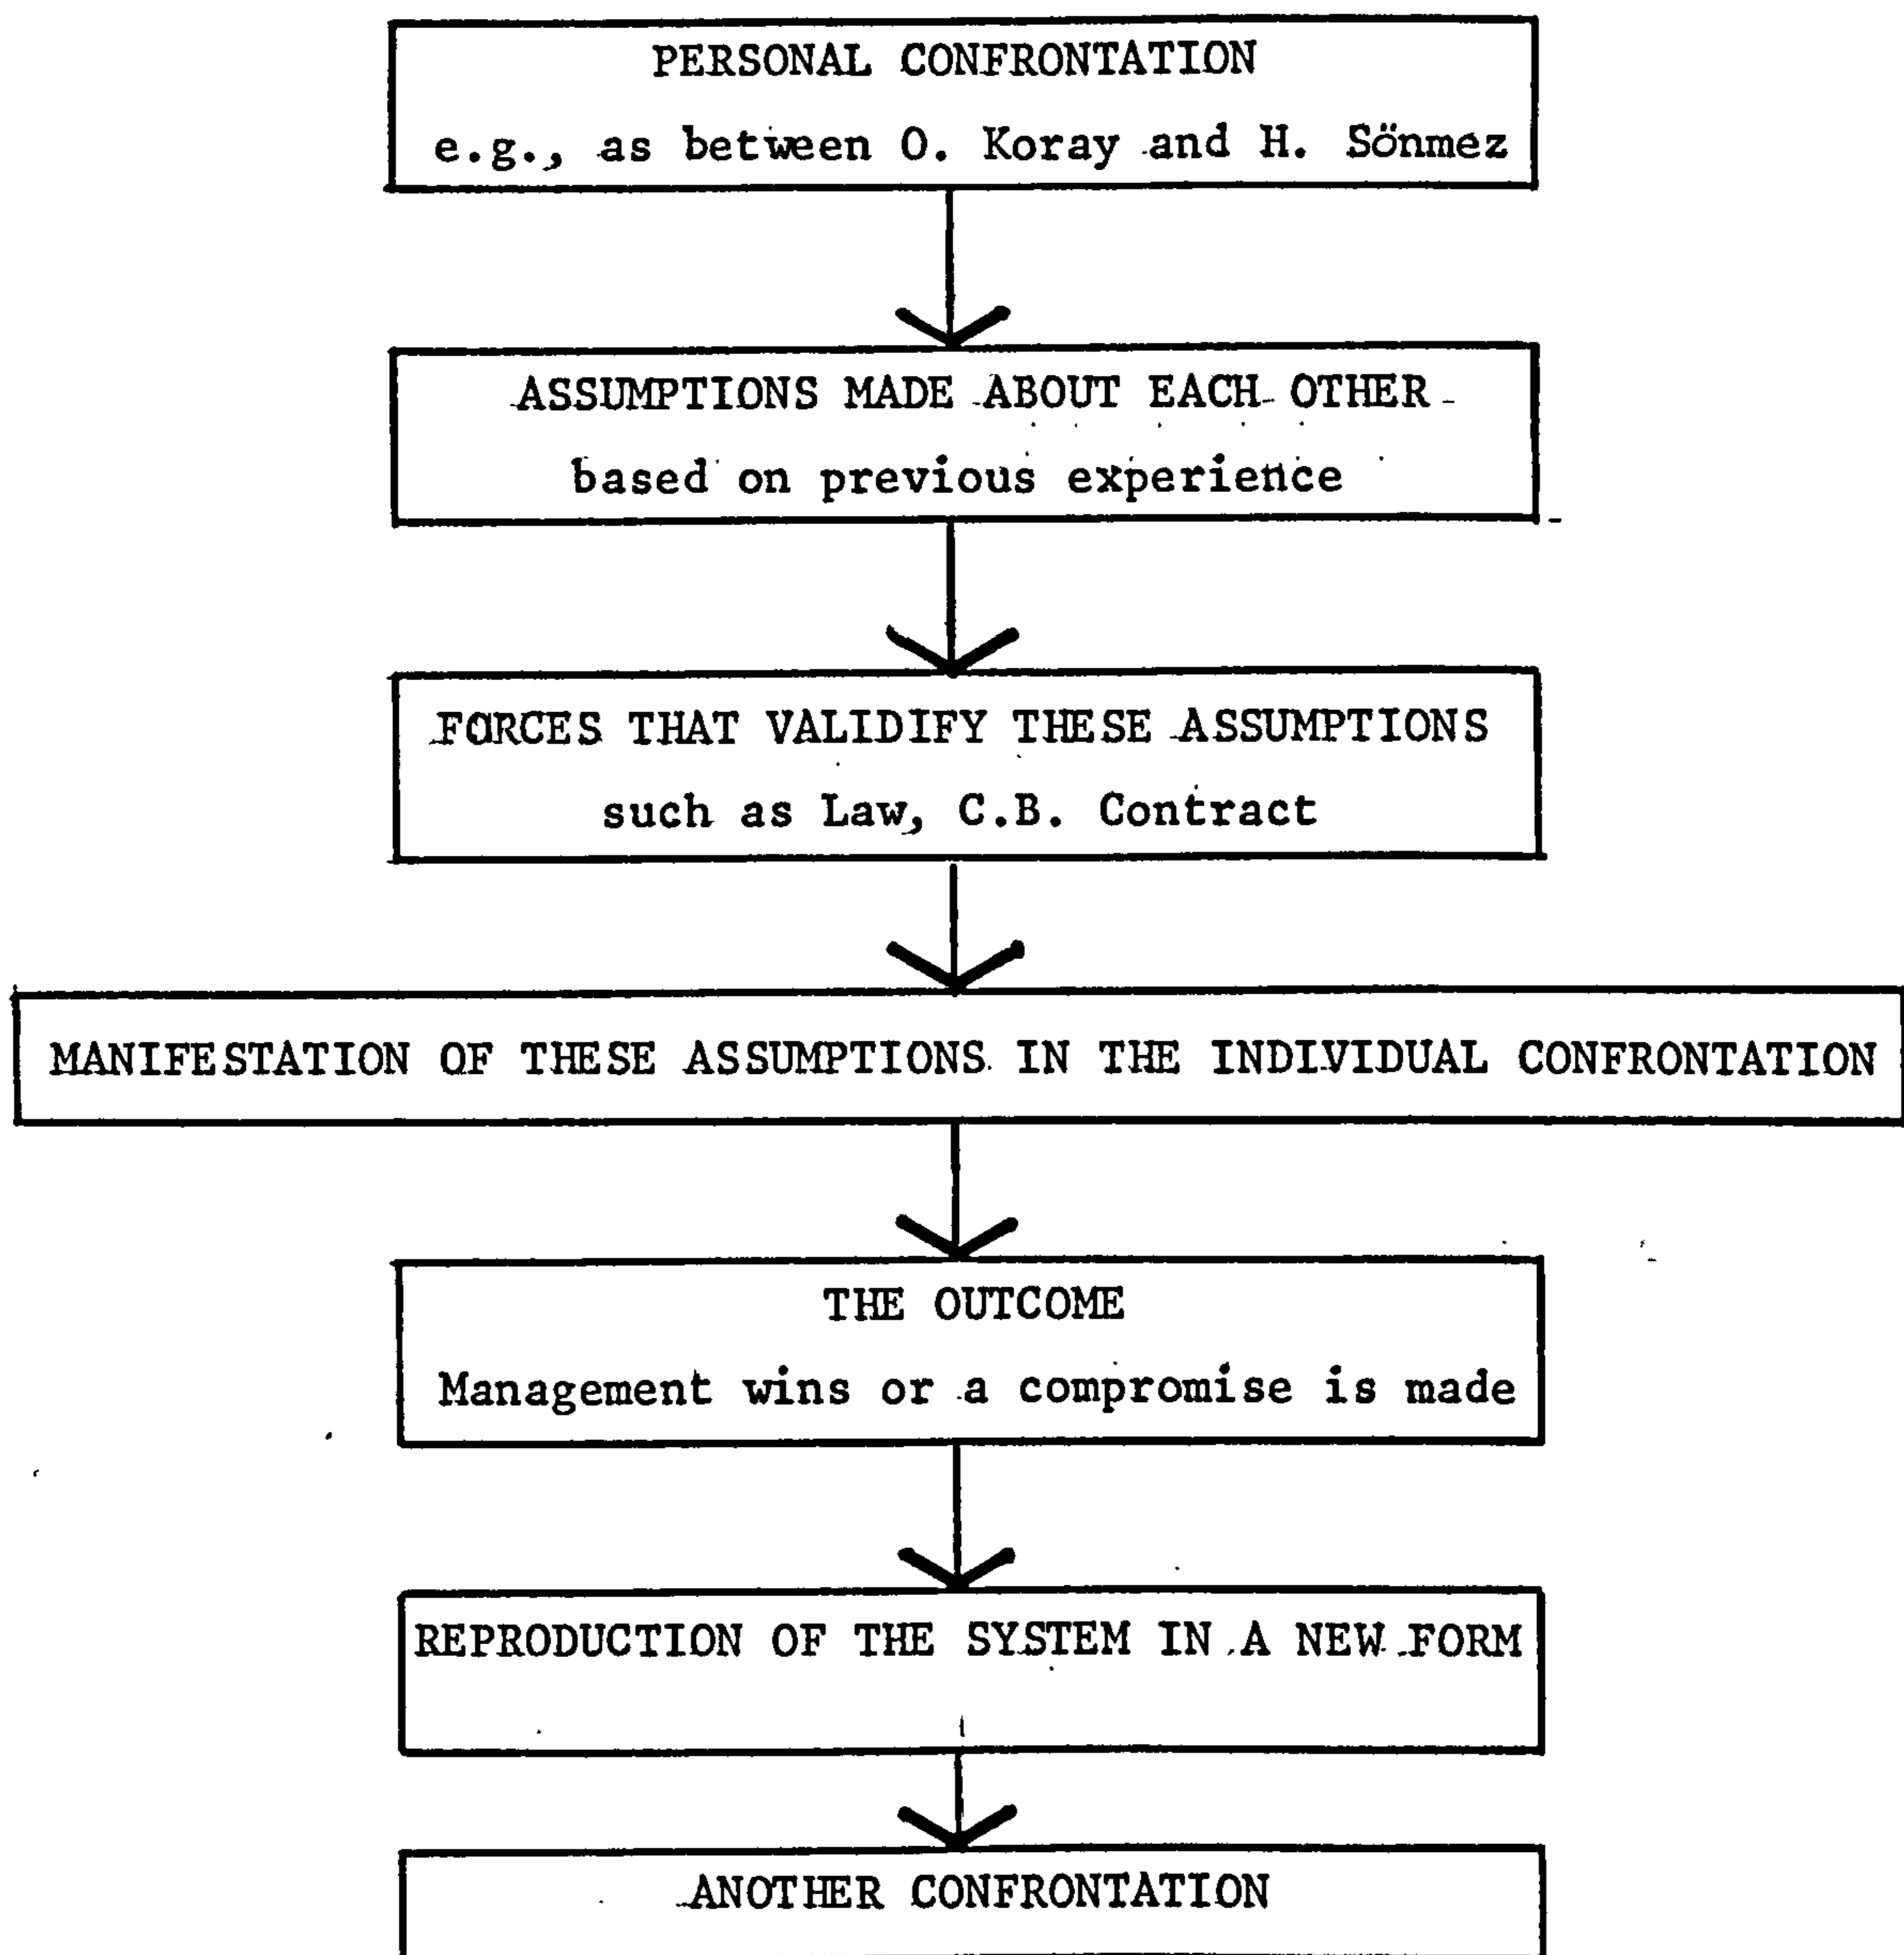 PERSONAL CONFRONTATION
e.g., as between O. Koray and H. Sönmez
ASSUMPTIONS MADE ABOUT EACH OTHER
based on previous experience
FORCES THAT VALIDIFY THESE ASSUMPTIONS
such as Law, C.B. Contract
MANIFESTATION OF THESE ASSUMPTIONS IN THE INDIVIDUAL CONFRONTATION
THE OUTCOME
Management wins or a compromise is made
REPRODUCTION OF THE SYSTEM IN A NEW FORM
ANOTHER CONFRONTATION